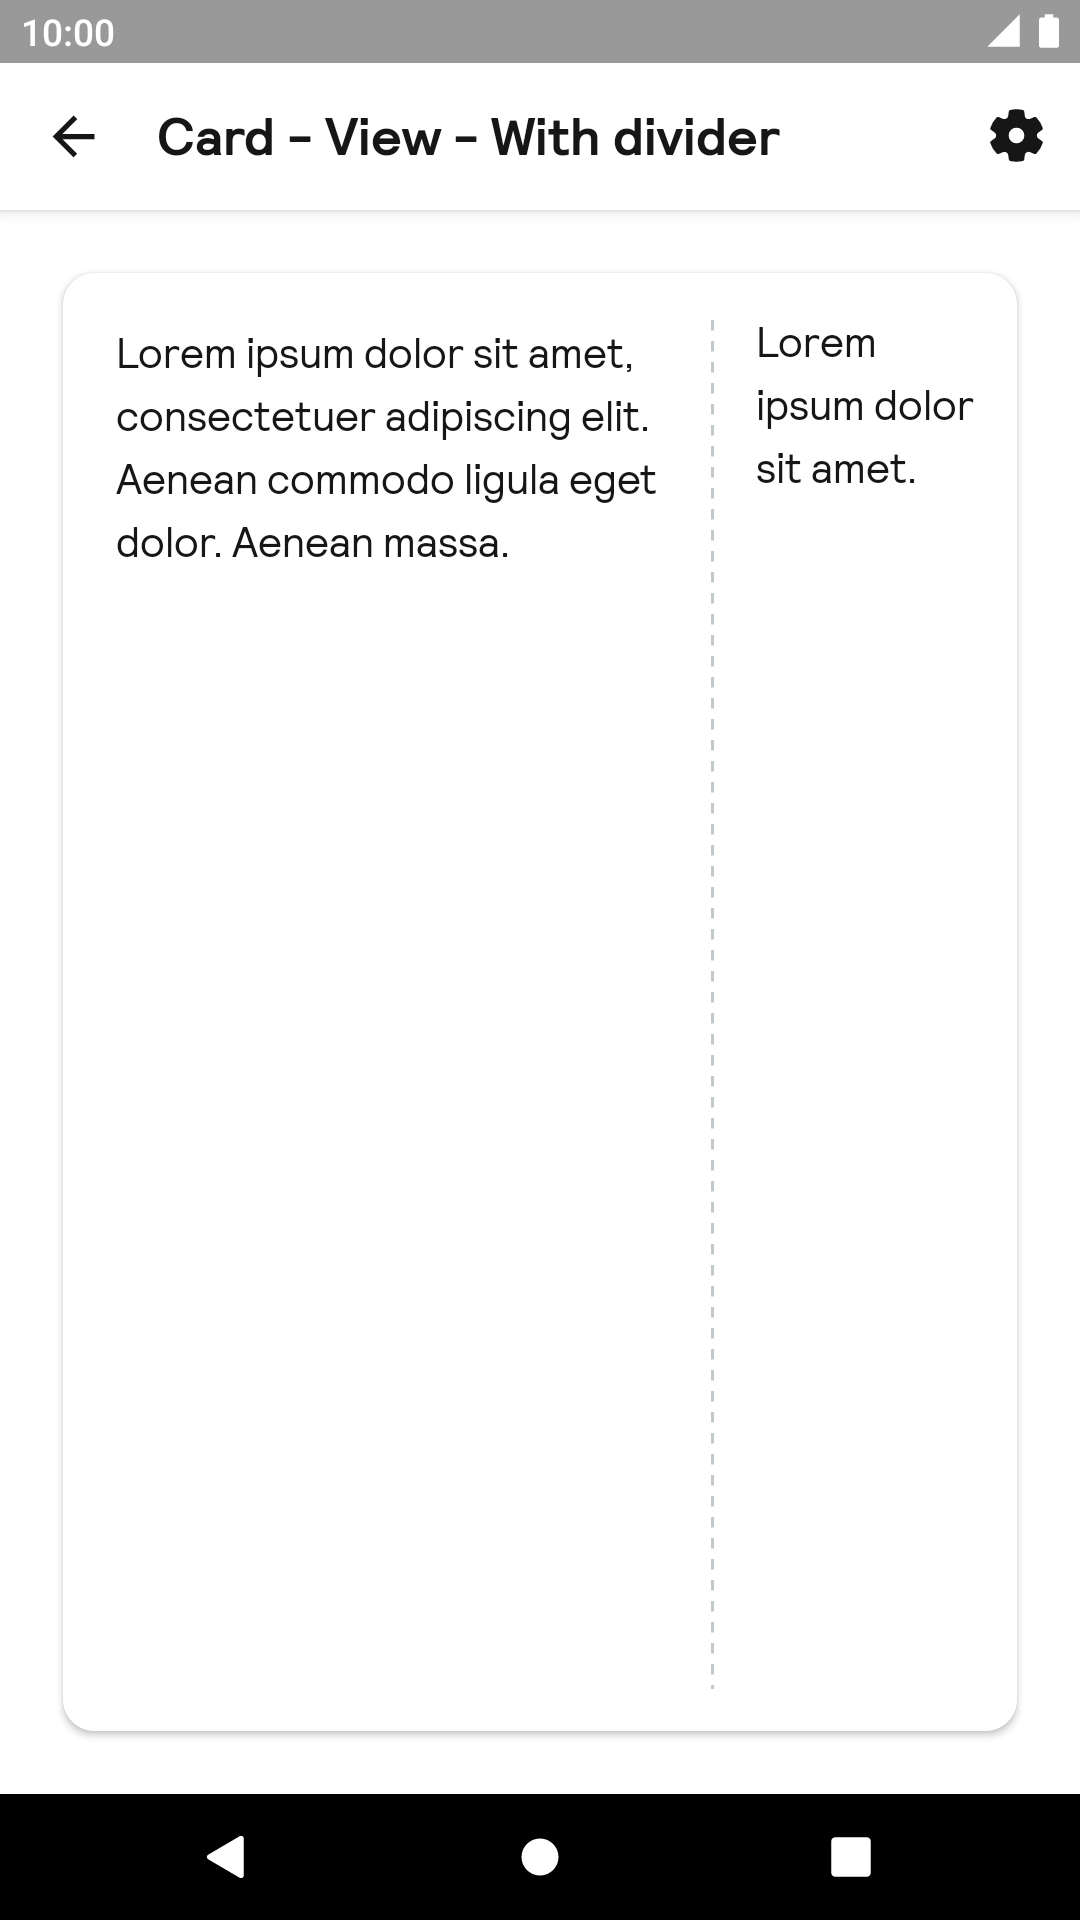 10:00
Card - View - With divider
Lorem ipsum dolor sit amet,
consectetuer adipiscing elit.
Aenean commodo ligula eget
dolor. Aenean massa.
Lorem
ipsum dolor
sit amet.